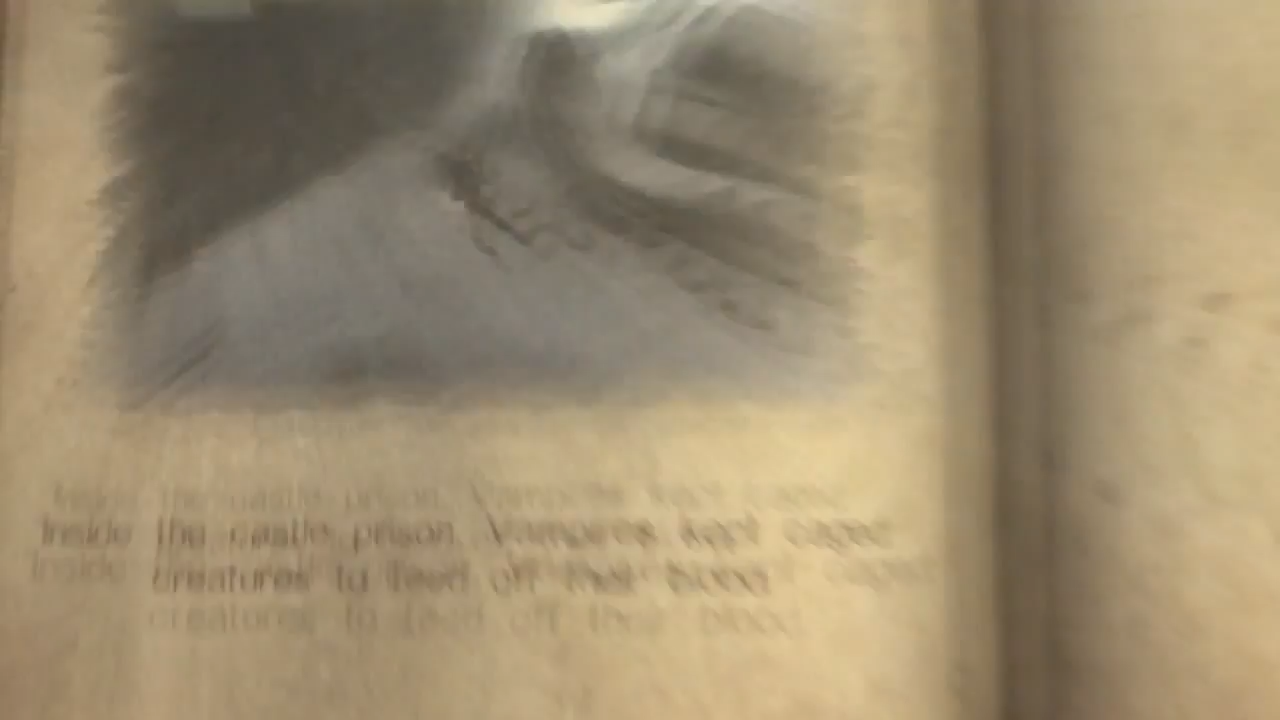 Inside the castle prison. Vampires kept caged
creatures to feed off their blood.